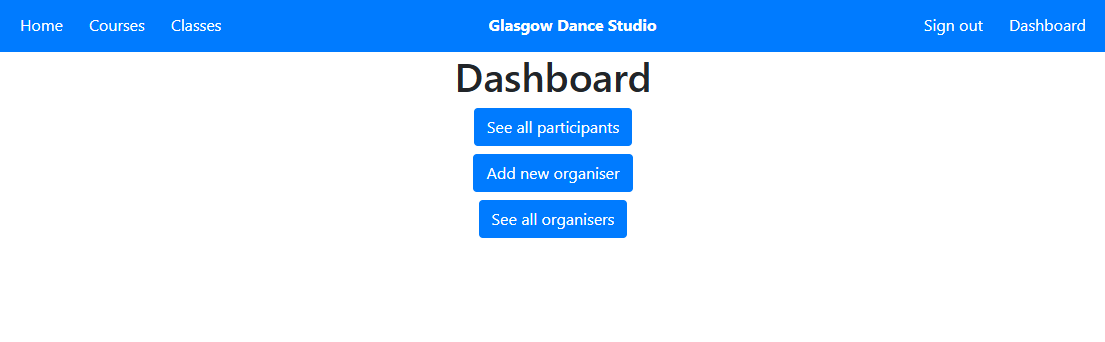 Home Courses Classes Glasgow Dance Studio Sign out Dashboard
Dashboard
See all participants
Add new organiser
See all organisers